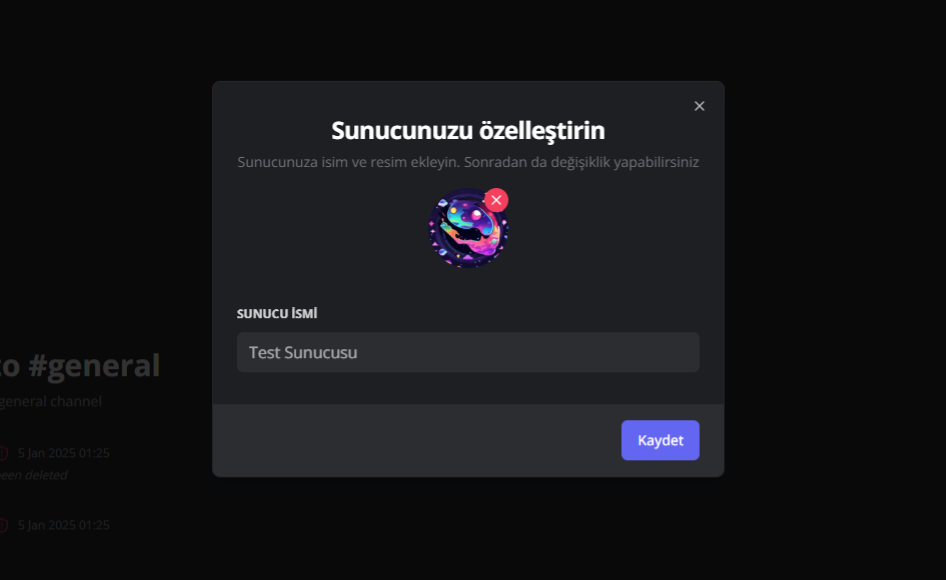 Sunucunuzu özelleştirin
Sunucunuza isim ve resim ekleyin. Sonradan da değişiklik yapabilirsiniz
SUNUCU İSMİ
Test Sunucusu
Kaydet
to #general
general channel
5 Jan 2025 01:25
been deleted
5 Jan 2025 01:25